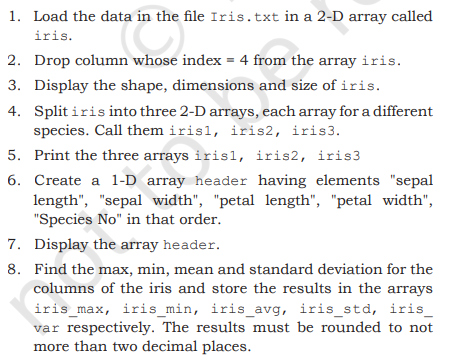 1. Load the data in the file Iris.txt in a 2-D array called
iris.
2. Drop column whose index = 4 from the array iris.
3. Display the shape, dimensions and size of iris.
4. Split iris into three 2-D arrays, each array for a different
species. Call them iris1, iris2, iris3.
5. Print the three arrays iris1, iris2, iris3
6. Create a 1-D array header having elements "sepal
length", "sepal width", "petal length", "petal width",
"Species No" in that order.
7. Display the array header.
8. Find the max, min, mean and standard deviation for the
columns of the iris and store the results in the arrays
iris_max, iris_min, iris_avg, iris_std, iris_
var respectively. The results must be rounded to not
more than two decimal places.